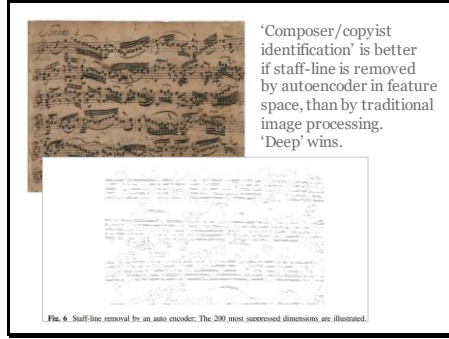 ‘Composer/copyist
identification’ is better
if staff-line is removed
by autoencoder in feature
space, than by traditional
image processing.
‘Deep’ wins.
Fig. 6 Staff-line removal by an auto encoder: The 200 most suppressed dimensions are illustrated.